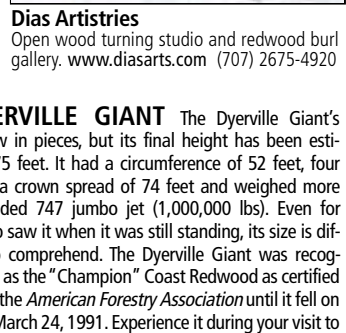 Dias Artistries
Open wood turning studio and redwood burl
gallery. www.diasarts.com (707) 2675-4920
ERVILLE GIANT The Dyerville Giant's
in pieces, but its final height has been esti-
feet. It had a circumference of 52 feet, four
a crown spread of 74 feet and weighed more
ded 747 jumbo jet (1,000,000 lbs). Even for
saw it when it was still standing, its size is dif-
comprehend. The Dyerville Giant was recog-
as the "Champion" Coast Redwood as certified
the American Forestry Association until it fell on
March 24, 1991. Experience it during your visit to